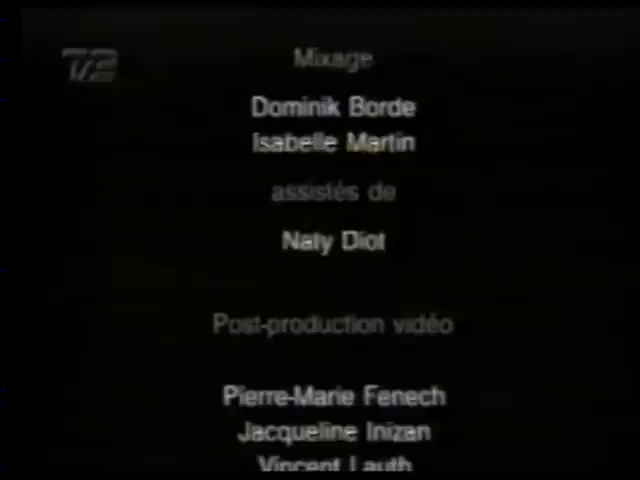 TV2
Mixage
Dominik Borde
Isabelle Martin
assistés de
Naty Diot
Post-production vidéo
Pierre-Marie Fenech
Jacqueline Inizan
Vincent Lauth